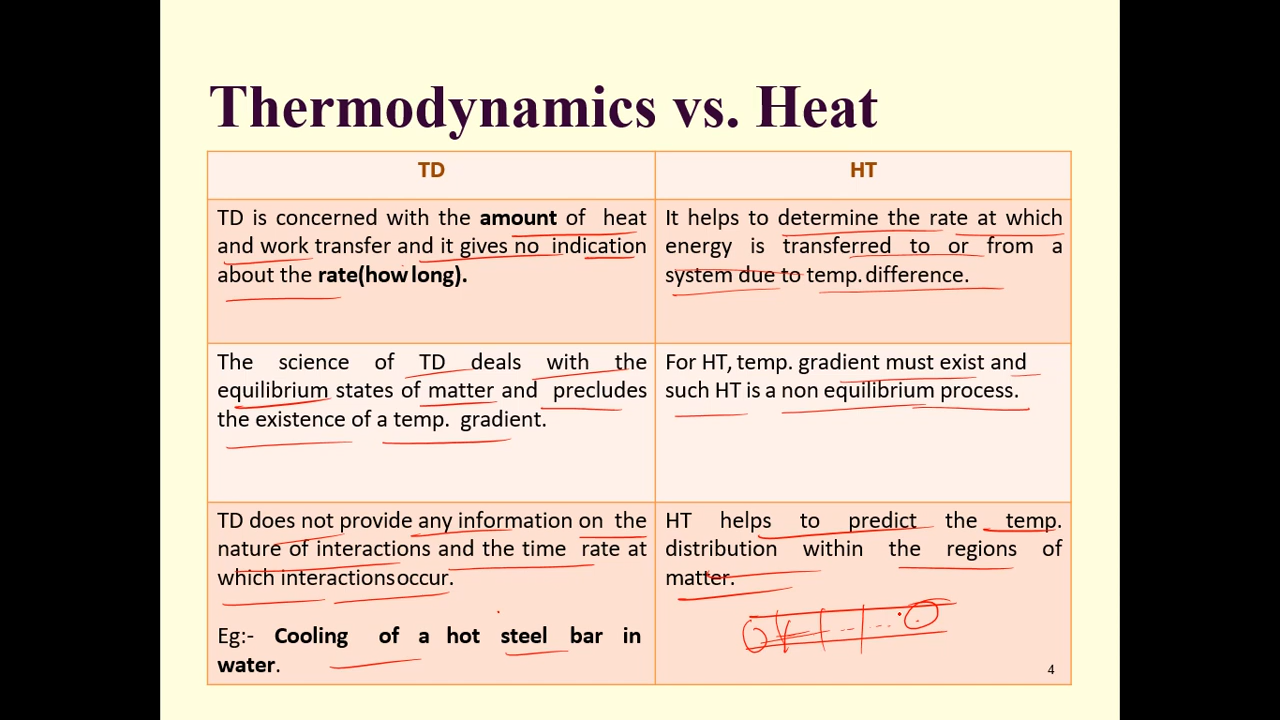 Thermodynamics vs. Heat
TD
HT
TD is concerned with the amount of heat
and work transfer and it gives no indication
about the rate(how long).
It helps to determine the rate at which
energy is transferred to or from a
system due to temp. difference.
The science of TD deals with the
equilibrium states of matter and precludes
the existence of a temp. gradient.
For HT, temp. gradient must exist and
such HT is a non equilibrium process.
TD does not provide any information on the
nature of interactions and the time rate at
which interactions occur.
Eg:- Cooling of a hot steel bar in
water.
HT helps to predict the temp.
distribution within the regions of
matter.
4